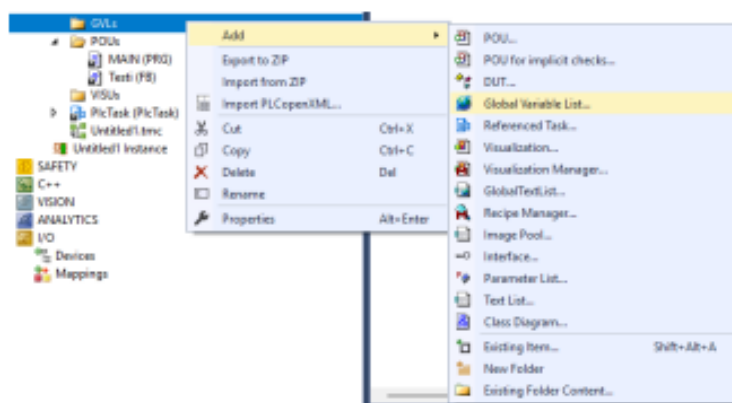 GVLs
POUs
MAIN (PRG)
Testi (FB)
VISUs
PlcTask (PlcTask)
Untitled1.tmc
Untitled1 Instance
SAFETY
C++
VISION
ANALYTICS
I/O
Devices
Mappings
Add
Export to ZIP
Import from ZIP
Import PLCopenXML...
Cut Ctrl+X
Copy Ctrl+C
Delete Del
Rename
Properties Alt+Enter
POU...
POU for implicit checks...
DUT...
Global Variable List...
Referenced Task...
Visualization...
Visualization Manager...
GlobalTextList...
Recipe Manager...
Image Pool...
Interface...
Parameter List...
Text List...
Class Diagram...
Existing Item... Shift+Alt+A
New Folder
Existing Folder Content...